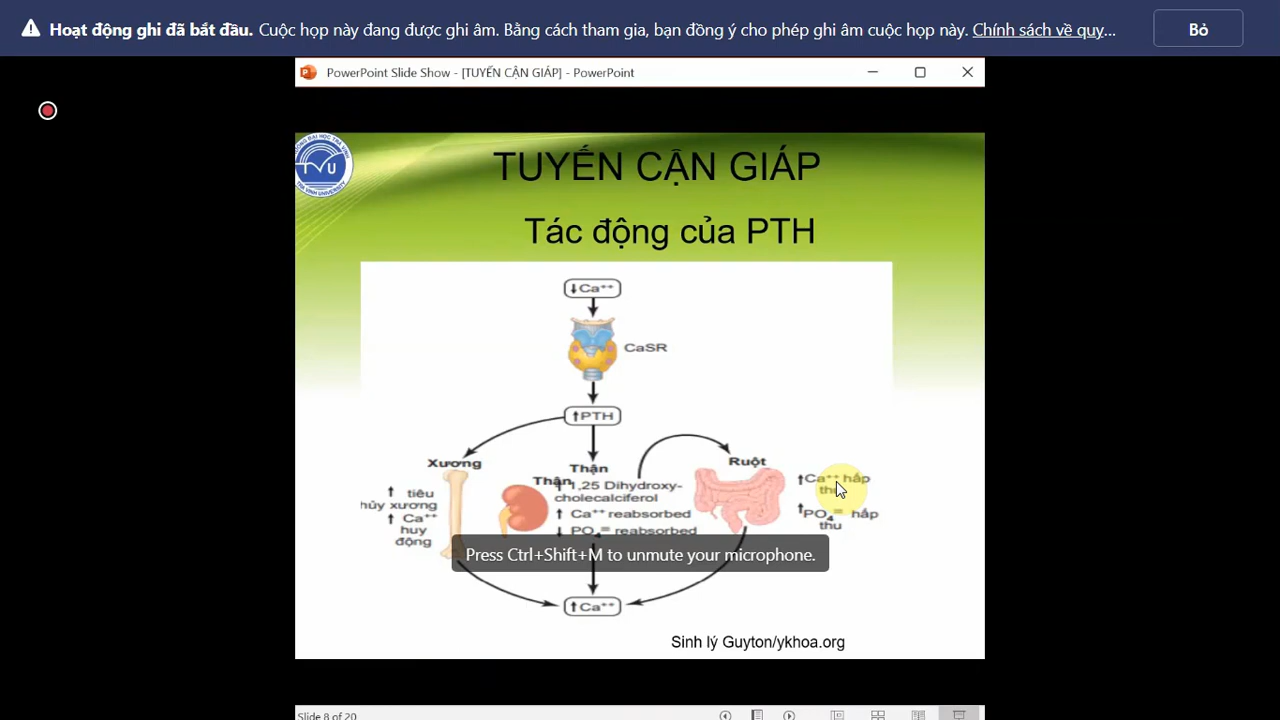 Hoạt động ghi đã bắt đầu. Cuộc họp này đang được ghi âm. Bằng cách tham gia, bạn đồng ý cho phép ghi âm cuộc họp này. Chính sách về quy... Bỏ
PowerPoint Slide Show - [TUYẾN CẬN GIÁP] - PowerPoint
TVU
TRA VINH UNIVERSITY
TUYẾN CẬN GIÁP
Tác động của PTH
↓Ca⁺⁺
CaSR
↑PTH
Xương
↑ tiêu
hủy xương
↑ Ca⁺⁺
huy
động
Thận
Thận
↑1,25 Dihydroxy-
cholecalciferol
↑ Ca⁺⁺ reabsorbed
↓ PO₄⁼ reabsorbed
Ruột
↑Ca⁺⁺ hấp
thu
↑PO₄⁼ hấp
thu
Press Ctrl+Shift+M to unmute your microphone.
↑Ca⁺⁺
Sinh lý Guyton/ykhoa.org
Slide 8 of 20